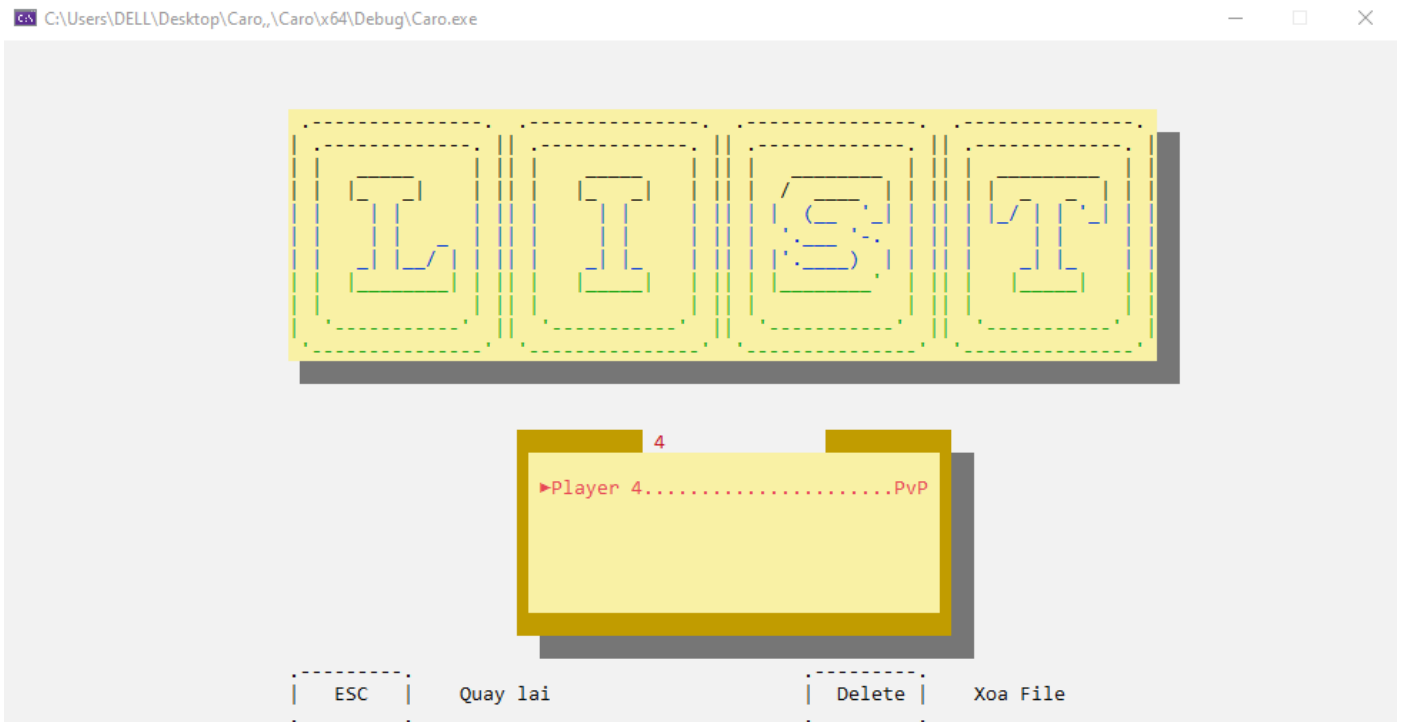 C:\Users\DELL\Desktop\Caro,,\Caro\x64\Debug\Caro.exe
LIST
4
►Player 4......................PvP
ESC Quay lai Delete Xoa File